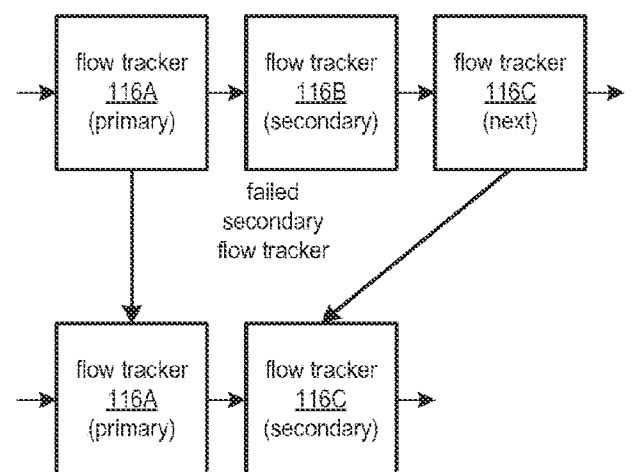 flow tracker
116A
(primary)
flow tracker
116B
(secondary)
flow tracker
116C
(next)
failed
secondary
flow tracker
flow tracker
116A
(primary)
flow tracker
116C
(secondary)